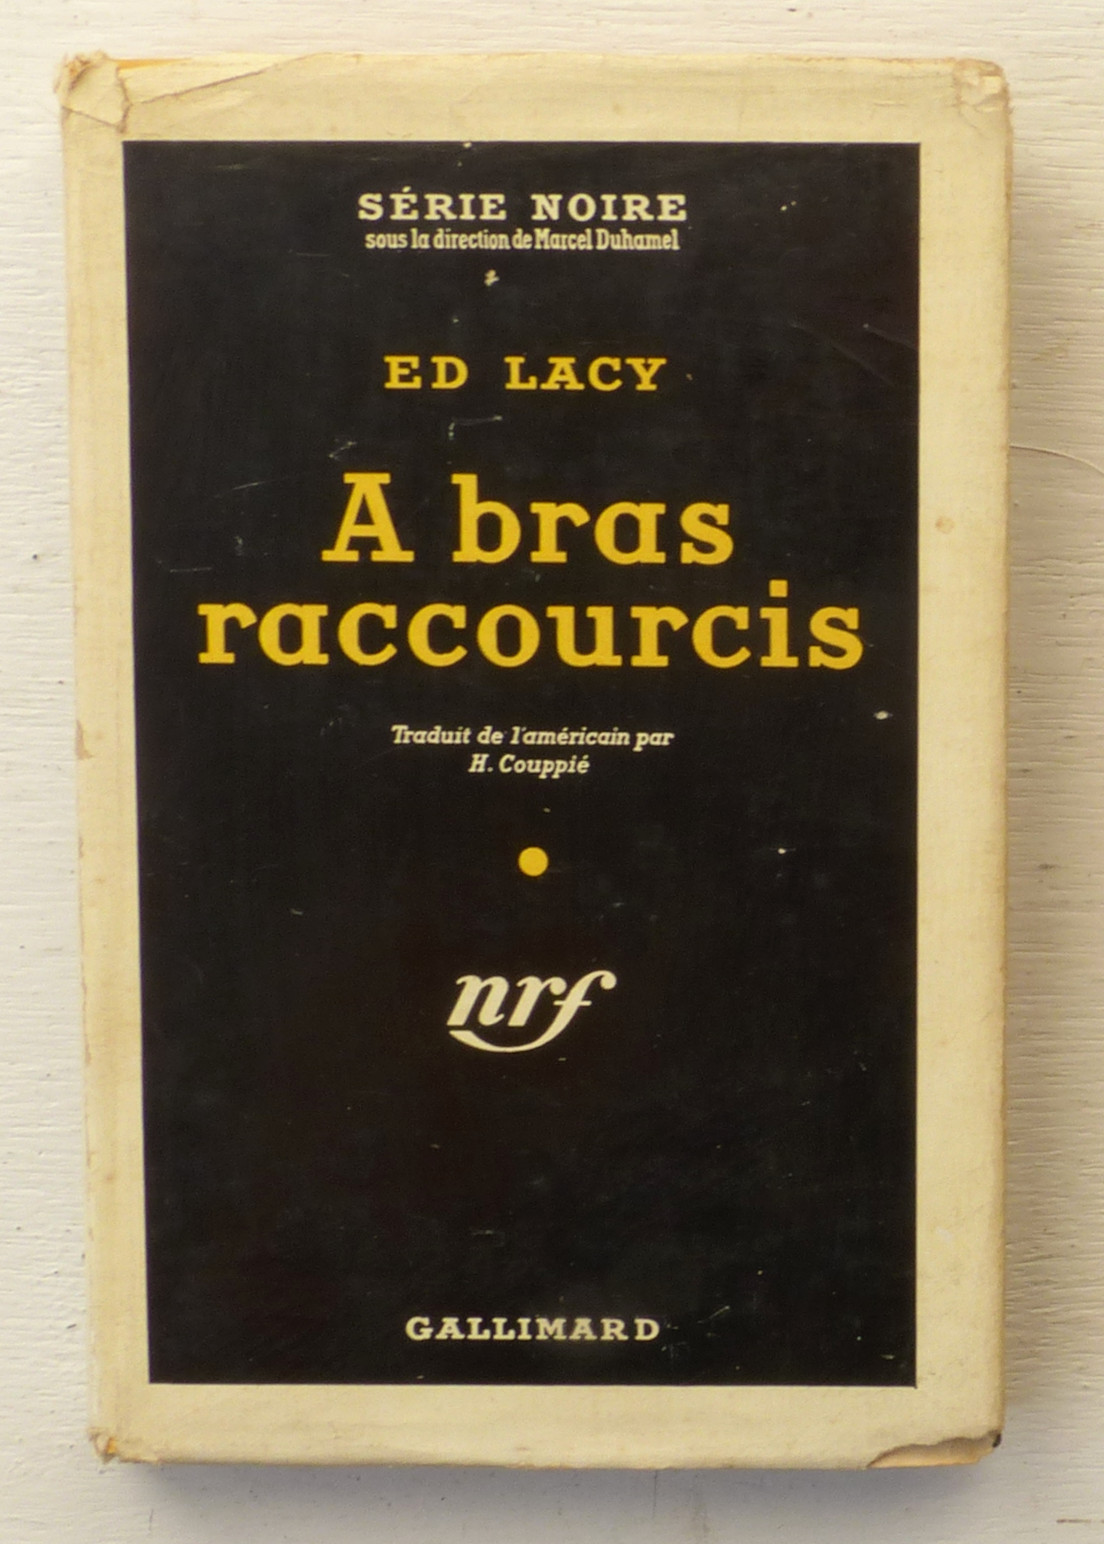 SÉRIE NOIRE
sous la direction de Marcel Duhamel
ED LACY
A bras
raccourcis
Traduit de l'américain par
H. Couppié
nrf
GALLIMARD